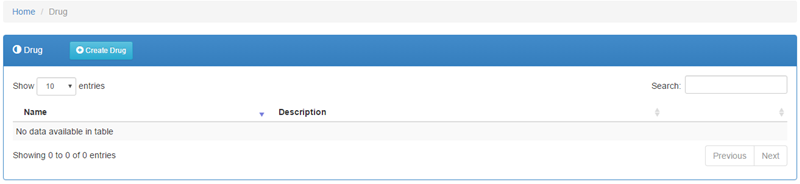 Home / Drug
Drug Create Drug
Show 10 entries Search:
Name Description
No data available in table
Showing 0 to 0 of 0 entries Previous Next